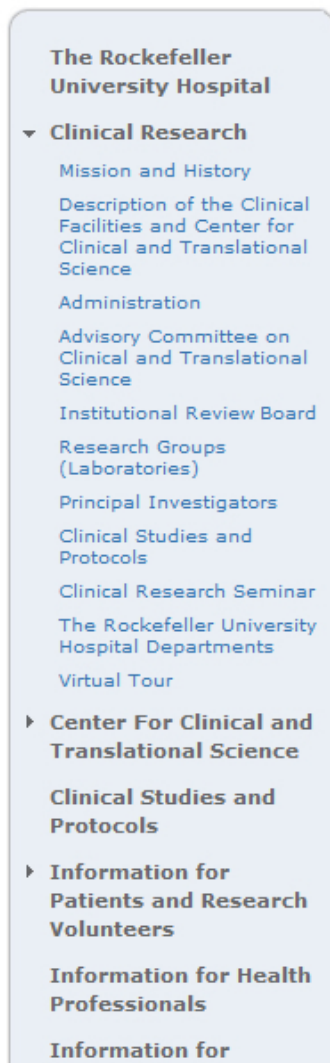 The Rockefeller
University Hospital
Clinical Research
Mission and History
Description of the Clinical
Facilities and Center for
Clinical and Translational
Science
Administration
Advisory Committee on
Clinical and Translational
Science
Institutional Review Board
Research Groups
(Laboratories)
Principal Investigators
Clinical Studies and
Protocols
Clinical Research Seminar
The Rockefeller University
Hospital Departments
Virtual Tour
Center For Clinical and
Translational Science
Clinical Studies and
Protocols
Information for
Patients and Research
Volunteers
Information for Health
Professionals
Information for